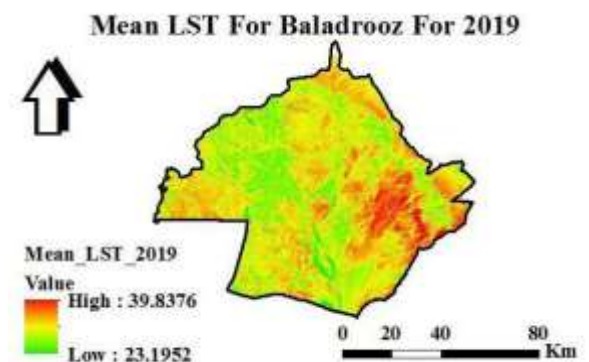 Mean LST For Baladrooz For 2019
Mean_LST_2019
Value
High : 39.8376
Low : 23.1952
0 20 40 80
Km